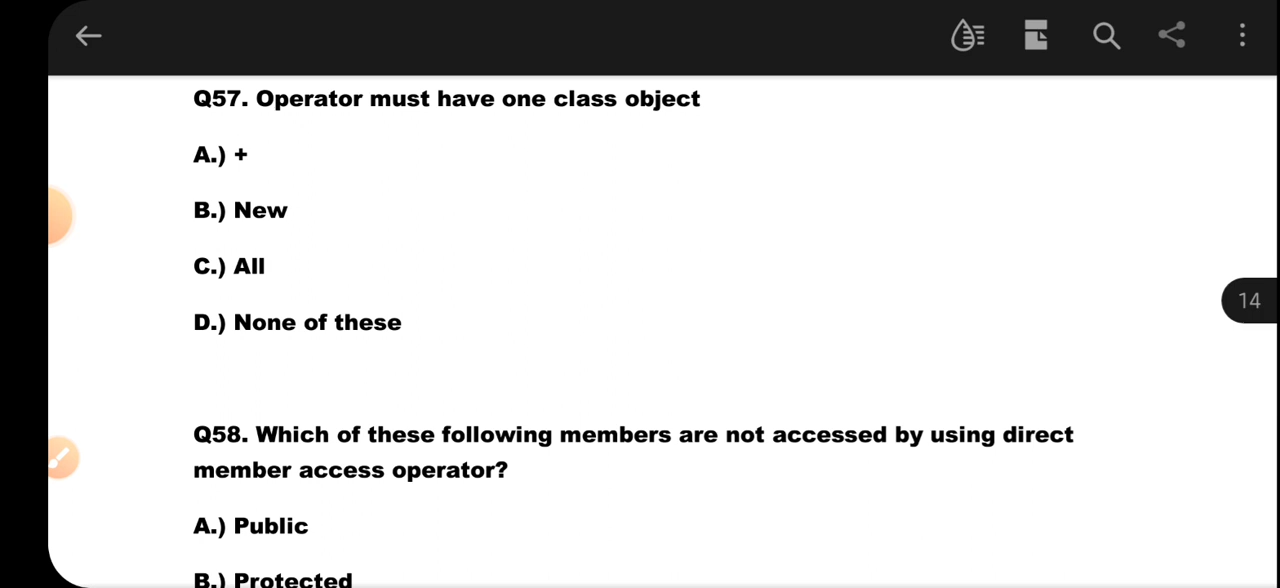 Q57. Operator must have one class object
A.) +
B.) New
C.) All
D.) None of these
14
Q58. Which of these following members are not accessed by using direct
member access operator?
A.) Public
B.) Protected